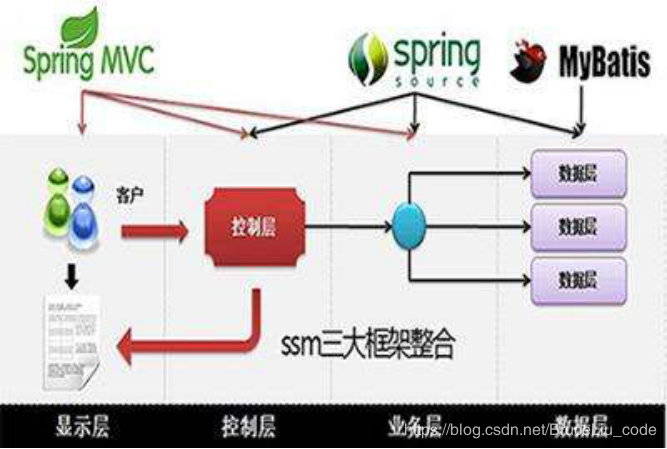 Spring MVC
spring
source
MyBatis
客户
控制层
数据层
数据层
数据层
ssm三大框架整合
显示层
控制层
业务层
数据层
https://blog.csdn.net/BruceLiu_code